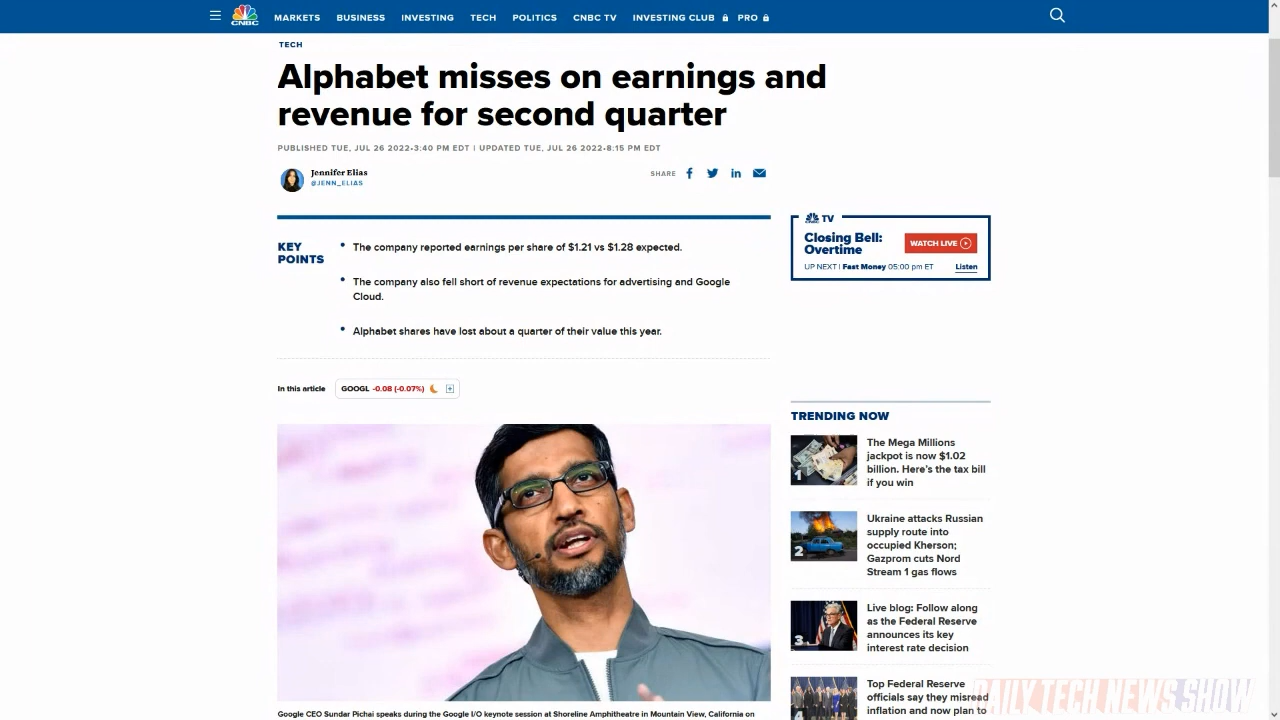 CNBC
MARKETS
BUSINESS
INVESTING
TECH
POLITICS
CNBC TV
INVESTING CLUB
PRO
TECH
Alphabet misses on earnings and
revenue for second quarter
PUBLISHED TUE, JUL 26 2022•3:40 PM EDT | UPDATED TUE, JUL 26 2022•8:15 PM EDT
Jennifer Elias
@JENN_ELIAS
SHARE
KEY
POINTS
• The company reported earnings per share of $1.21 vs $1.28 expected.
• The company also fell short of revenue expectations for advertising and Google
Cloud.
• Alphabet shares have lost about a quarter of their value this year.
TV
Closing Bell:
Overtime
WATCH LIVE
UP NEXT | Fast Money 05:00 pm ET
Listen
In this article
GOOGL -0.08 (-0.07%)
Google CEO Sundar Pichai speaks during the Google I/O keynote session at Shoreline Amphitheatre in Mountain View, California on
TRENDING NOW
1
The Mega Millions
jackpot is now $1.02
billion. Here's the tax bill
if you win
2
Ukraine attacks Russian
supply route into
occupied Kherson;
Gazprom cuts Nord
Stream 1 gas flows
3
Live blog: Follow along
as the Federal Reserve
announces its key
interest rate decision
4
Top Federal Reserve
officials say they misread
inflation and now plan to
DAILY TECH NEWS SHOW